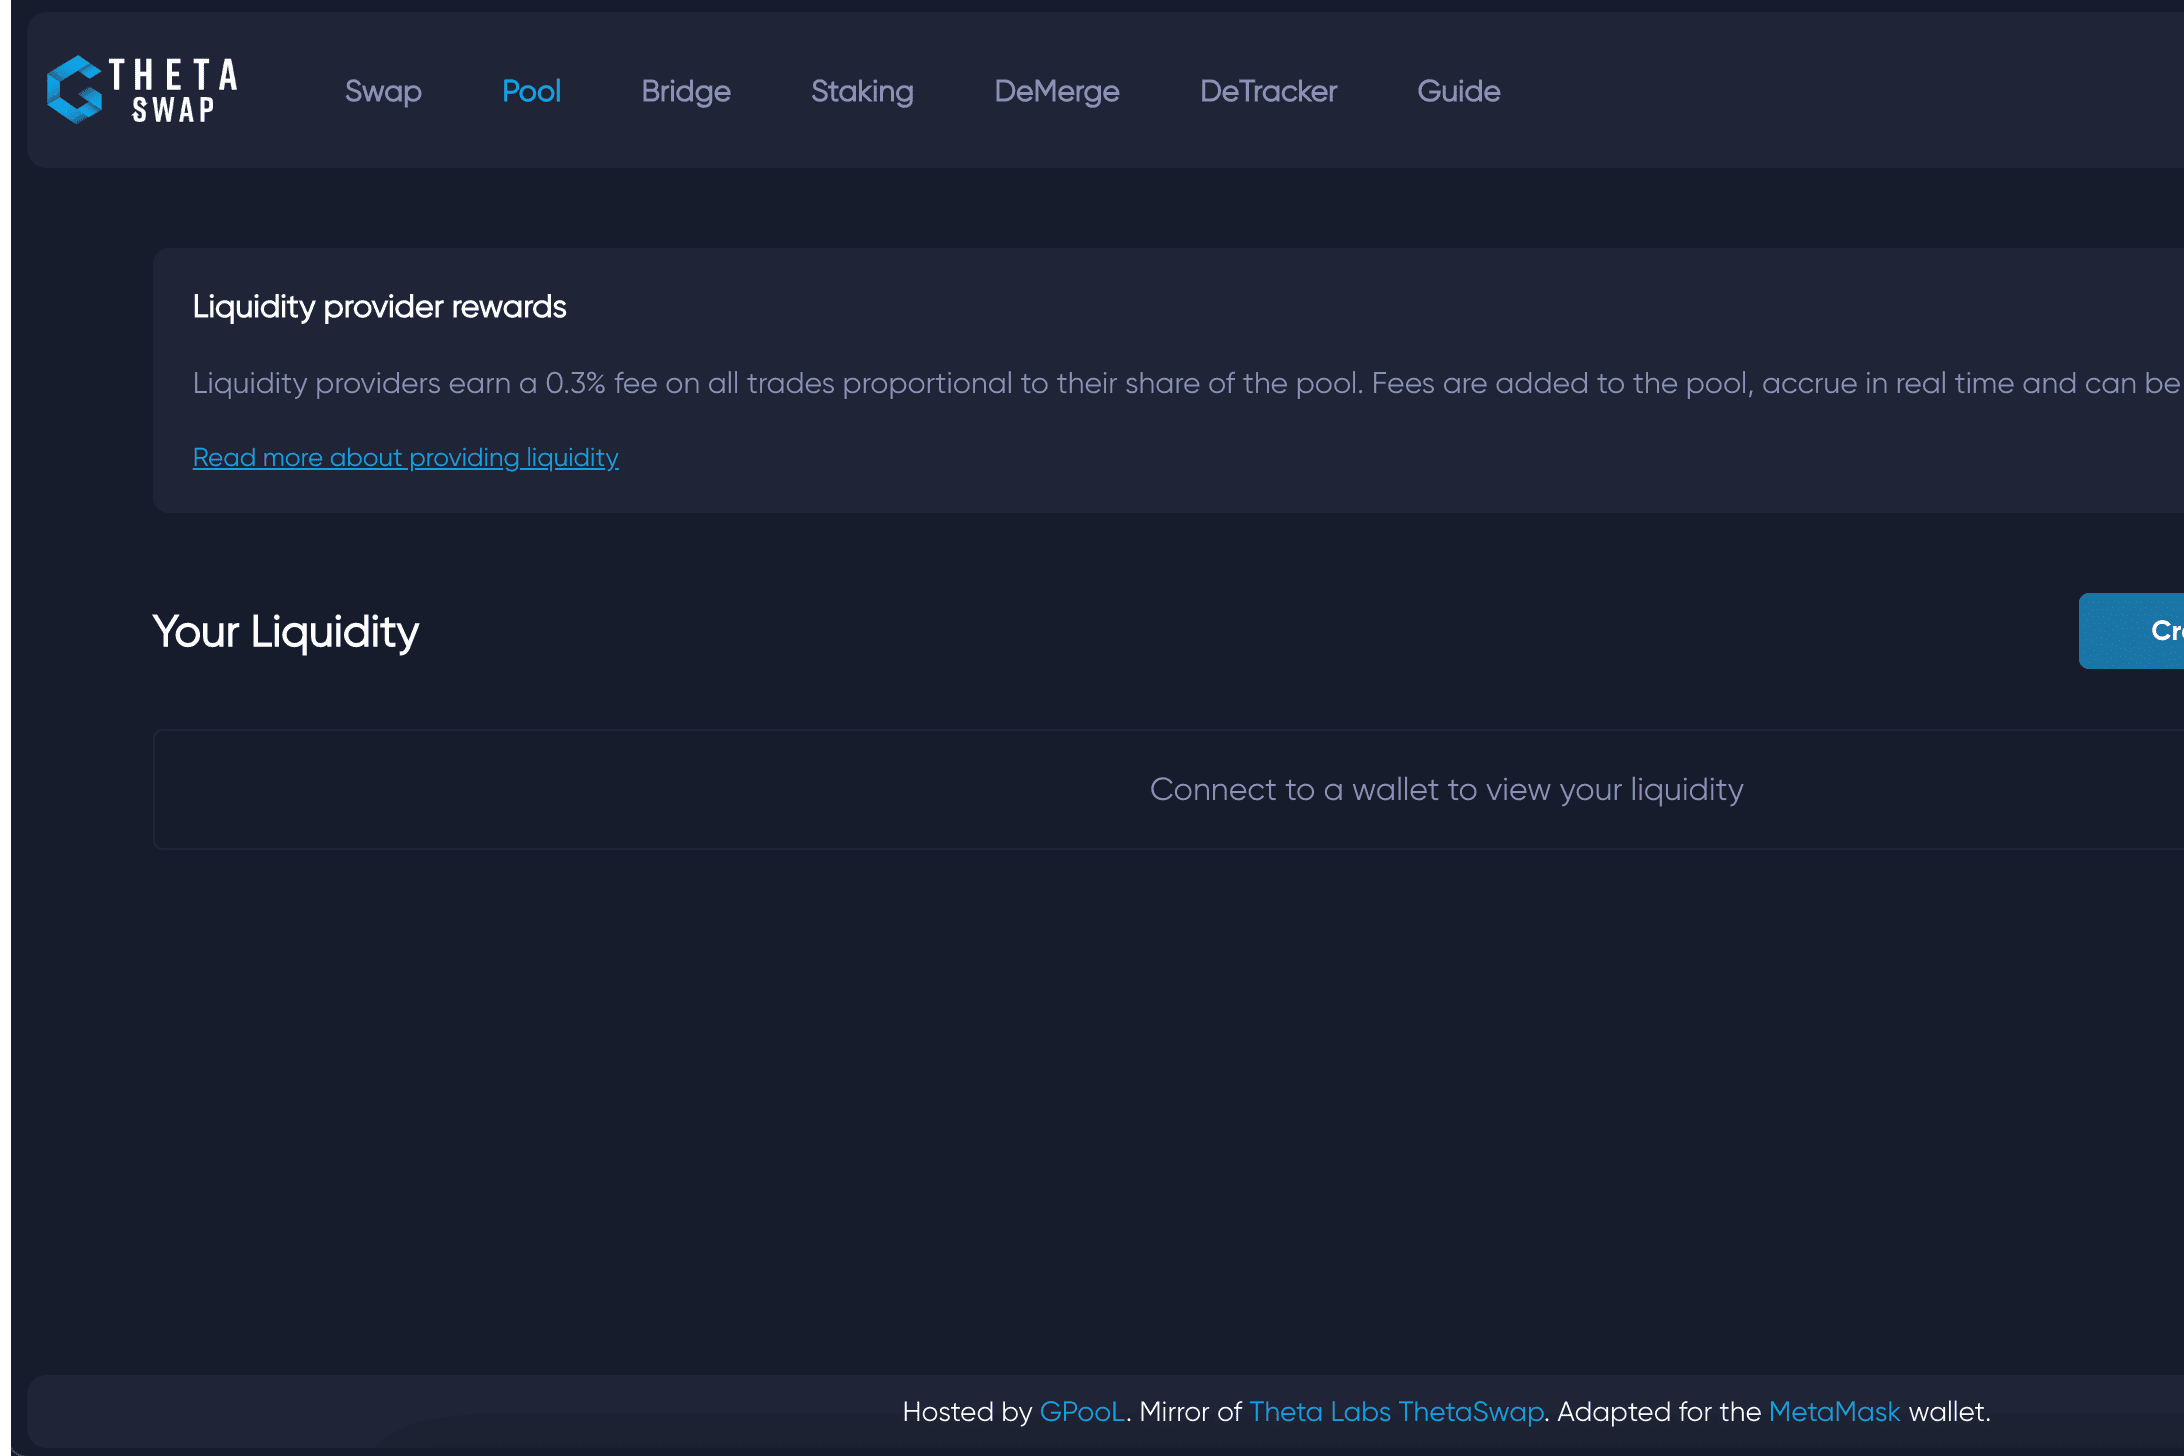 THETA
SWAP
Swap Pool Bridge Staking DeMerge DeTracker Guide
Liquidity provider rewards
Liquidity providers earn a 0.3% fee on all trades proportional to their share of the pool. Fees are added to the pool, accrue in real time and can be
Read more about providing liquidity
Your Liquidity
Connect to a wallet to view your liquidity
Hosted by GPooL. Mirror of Theta Labs ThetaSwap. Adapted for the MetaMask wallet.